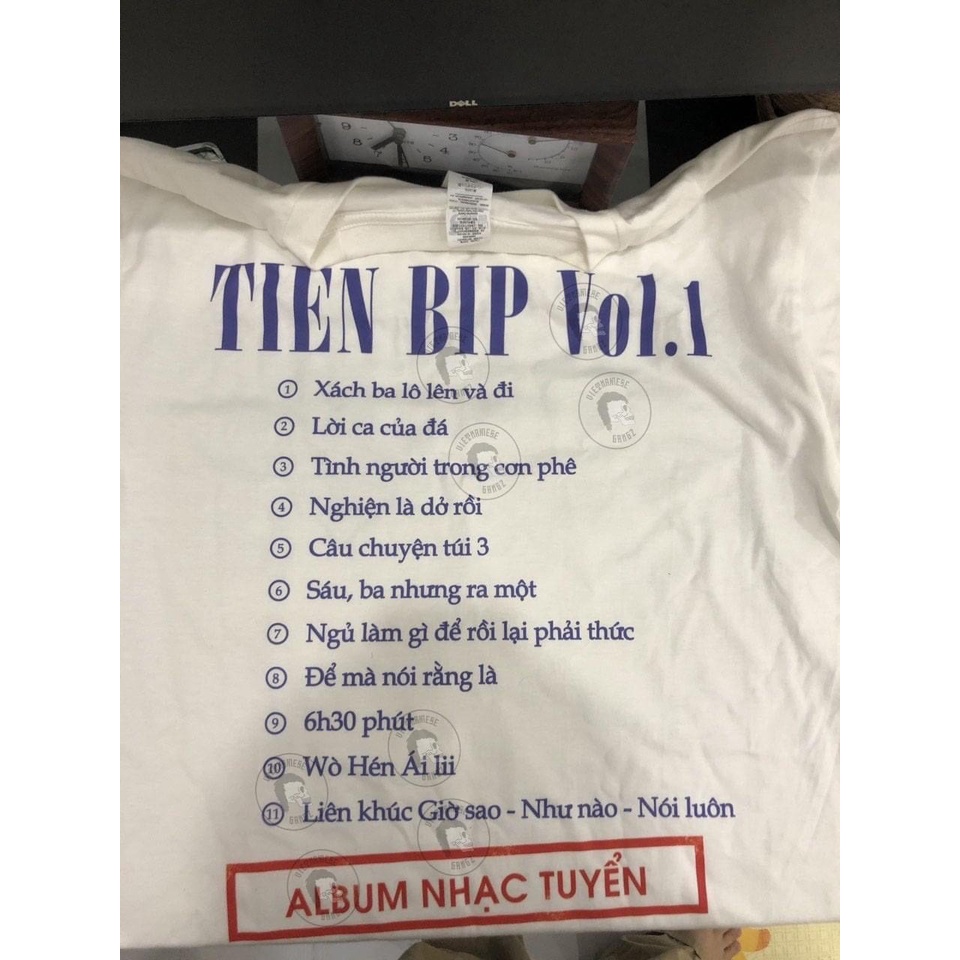 DELL
TIEN BIP Vol.1
1 Xách ba lô lên và đi
2 Lời ca của đá
3 Tình người trong cơn phê
4 Nghiện là dở rồi
5 Câu chuyện túi 3
6 Sáu, ba nhưng ra một
7 Ngủ làm gì để rồi lại phải thức
8 Để mà nói rằng là
9 6h30 phút
10 Wò Hén Ái lii
11 Liên khúc Giờ sao - Như nào - Nói luôn
ALBUM NHẠC TUYỂN